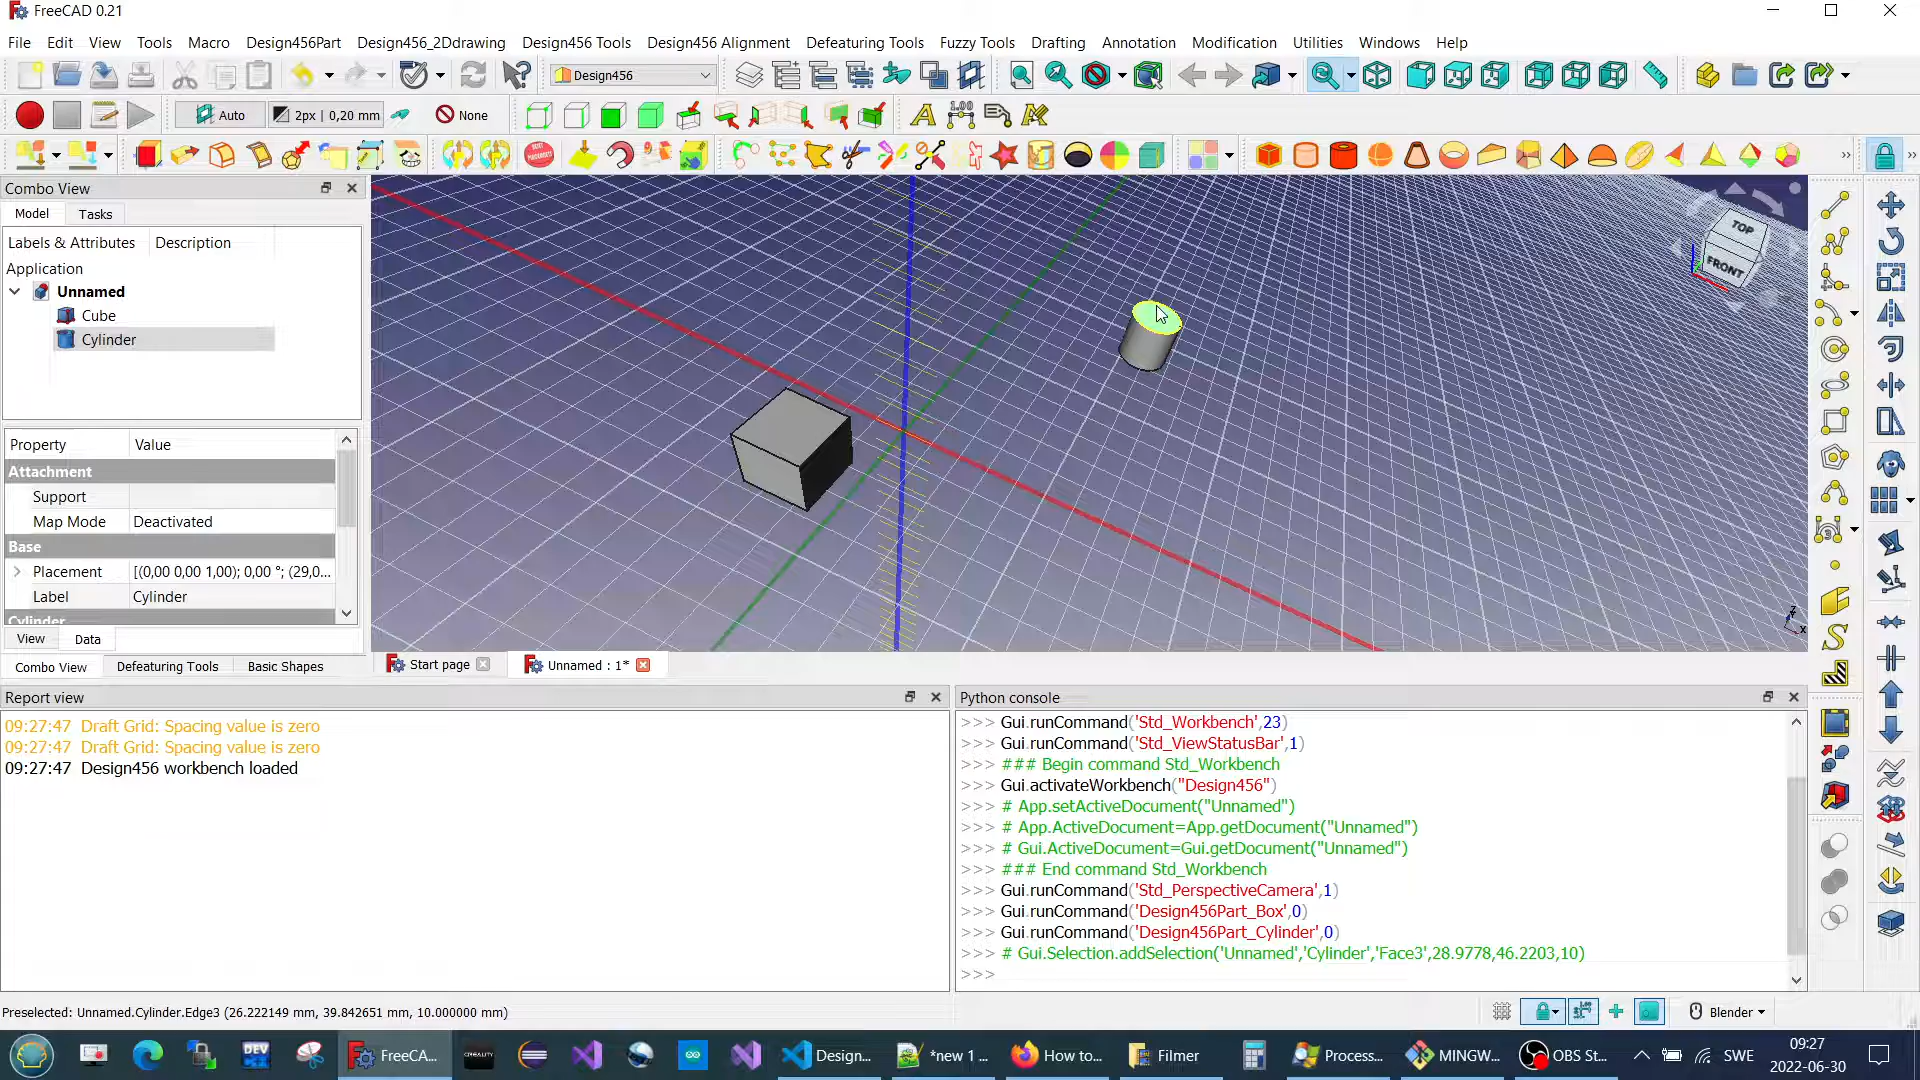 FreeCAD 0.21
File Edit View Tools Macro Design456Part Design456_2Ddrawing Design456 Tools Design456 Alignment Defeaturing Tools Fuzzy Tools Drafting Annotation Modification Utilities Windows Help
Design456
Auto 2px | 0,20 mm None 1.00
Combo View
Model Tasks
Labels & Attributes Description
Application
Unnamed
Cube
Cylinder
TOP
FRONT
Property Value
Attachment
Support
Map Mode Deactivated
Base
Placement [(0,00 0,00 1,00); 0,00 °; (29,0...
Label Cylinder
Cylinder
View Data
Combo View Defeaturing Tools Basic Shapes
Start page Unnamed : 1*
Z
X
Report view
09:27:47 Draft Grid: Spacing value is zero
09:27:47 Draft Grid: Spacing value is zero
09:27:47 Design456 workbench loaded
Python console
>>> Gui.runCommand('Std_Workbench',23)
>>> Gui.runCommand('Std_ViewStatusBar',1)
>>> ### Begin command Std_Workbench
>>> Gui.activateWorkbench("Design456")
>>> # App.setActiveDocument("Unnamed")
>>> # App.ActiveDocument=App.getDocument("Unnamed")
>>> # Gui.ActiveDocument=Gui.getDocument("Unnamed")
>>> ### End command Std_Workbench
>>> Gui.runCommand('Std_PerspectiveCamera',1)
>>> Gui.runCommand('Design456Part_Box',0)
>>> Gui.runCommand('Design456Part_Cylinder',0)
>>> # Gui.Selection.addSelection('Unnamed','Cylinder','Face3',28.9778,46.2203,10)
>>>
Preselected: Unnamed.Cylinder.Edge3 (26.222149 mm, 39.842651 mm, 10.000000 mm)
Blender
DEV
FreeCA...
CREALITY
Design...
*new 1 ...
How to...
Filmer
Process...
MINGW...
OBS St...
SWE
09:27
2022-06-30